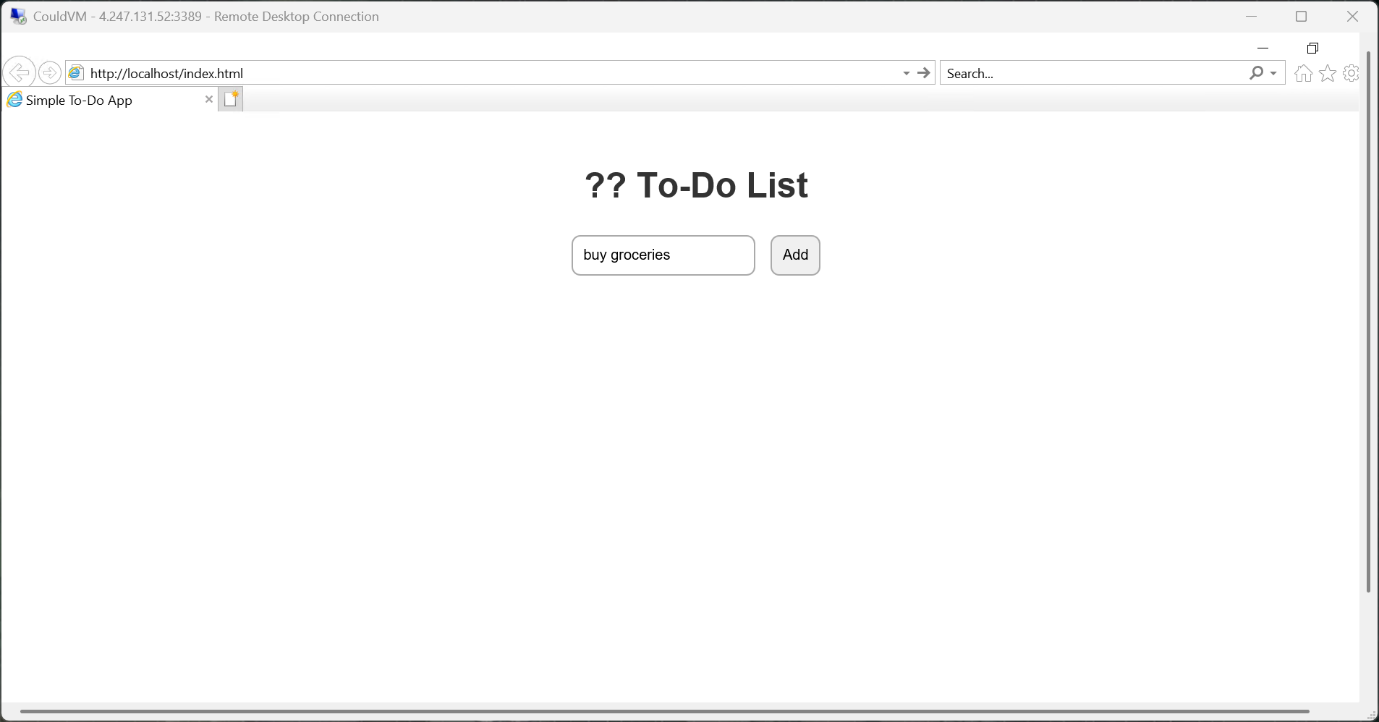 CouldVM - 4.247.131.52:3389 - Remote Desktop Connection
http://localhost/index.html
Search...
Simple To-Do App
?? To-Do List
buy groceries
Add